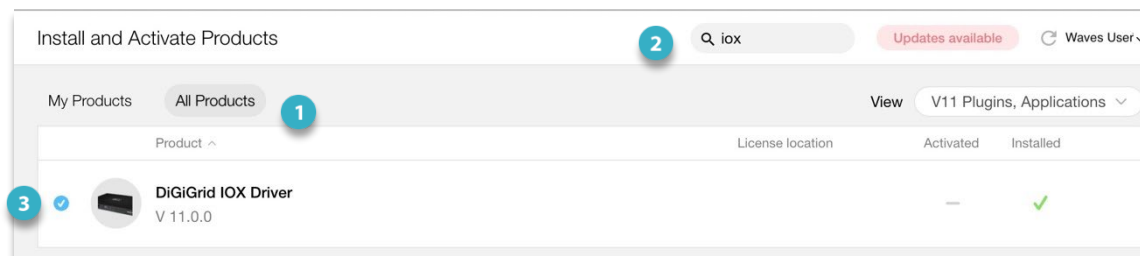 Install and Activate Products
2
iox
Updates available
Waves User
My Products
All Products
1
View
V11 Plugins, Applications
Product
License location
Activated
Installed
3
DiGiGrid IOX Driver
V 11.0.0